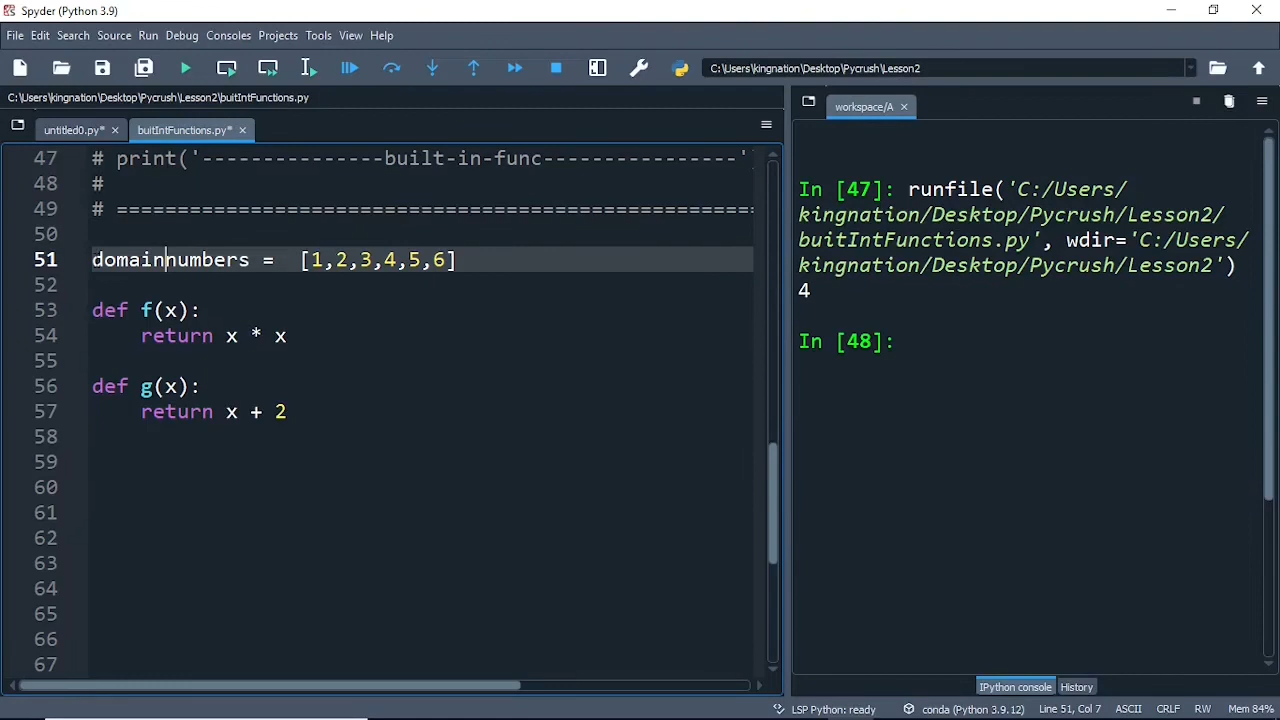 Spyder (Python 3.9)
File Edit Search Source Run Debug Consoles Projects Tools View Help
C:\Users\kingnation\Desktop\Pycrush\Lesson2
C:\Users\kingnation\Desktop\Pycrush\Lesson2\buitIntFunctions.py
untitled0.py* buitIntFunctions.py*
47 # print('---------------built-in-func----------------'
48 #
49 # =====================================================
50
51 domainnumbers = [1,2,3,4,5,6]
52
53 def f(x):
54 return x * x
55
56 def g(x):
57 return x + 2
58
59
60
61
62
63
64
65
66
67
workspace/A
In [47]: runfile('C:/Users/
kingnation/Desktop/Pycrush/Lesson2/
buitIntFunctions.py', wdir='C:/Users/
kingnation/Desktop/Pycrush/Lesson2')
4
In [48]:
IPython console History
LSP Python: ready conda (Python 3.9.12) Line 51, Col 7 ASCII CRLF RW Mem 84%